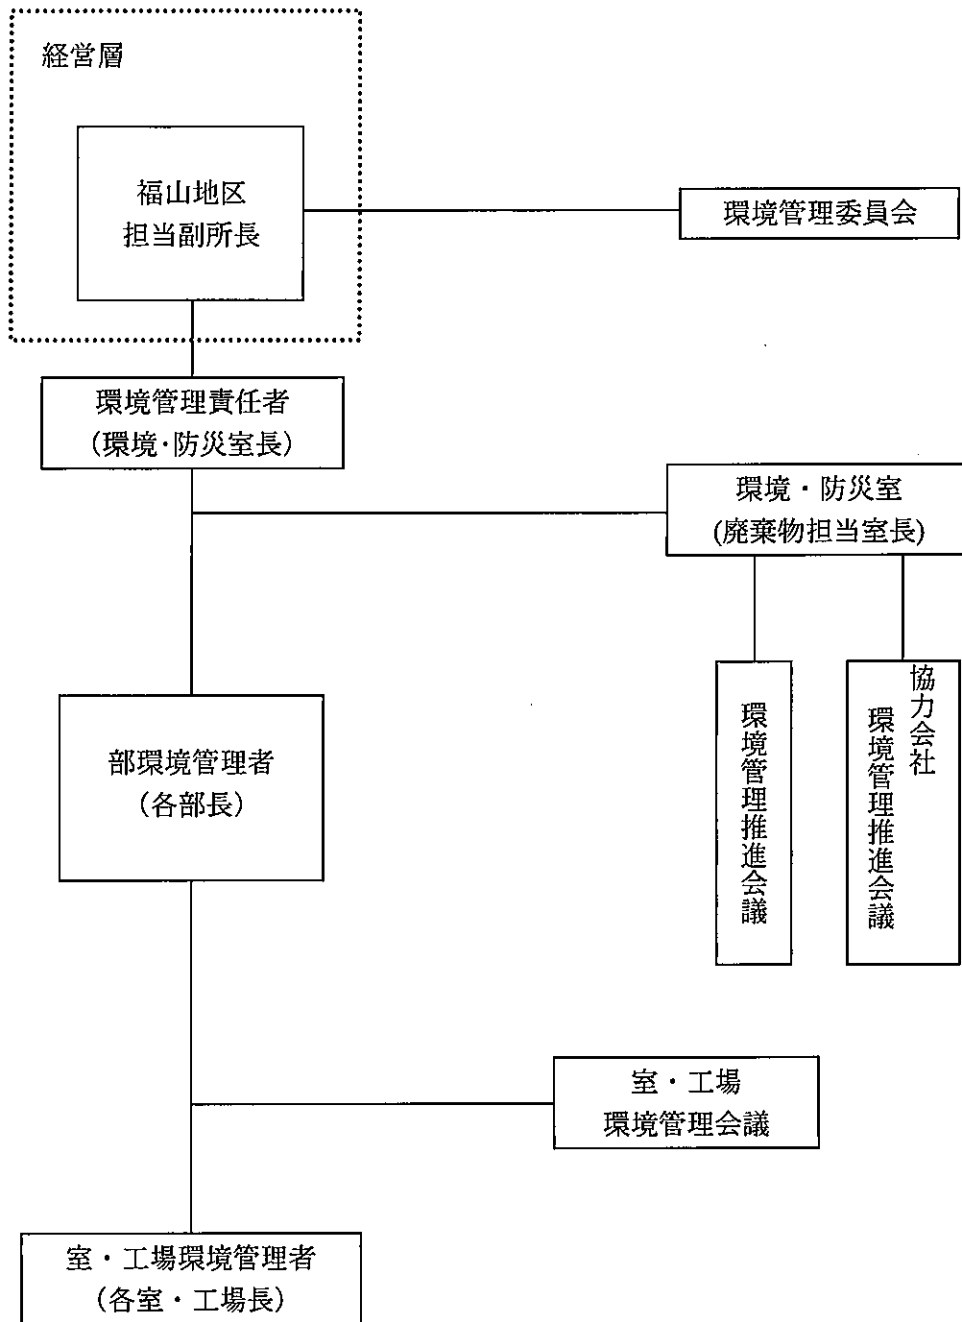 経営層
福山地区
担当副所長
環境管理委員会
環境管理責任者
(環境・防災室長)
環境・防災室
(廃棄物担当室長)
環境管理推進会議
協力会社
環境管理推進会議
部環境管理者
(各部長)
室・工場
環境管理会議
室・工場環境管理者
(各室・工場長)